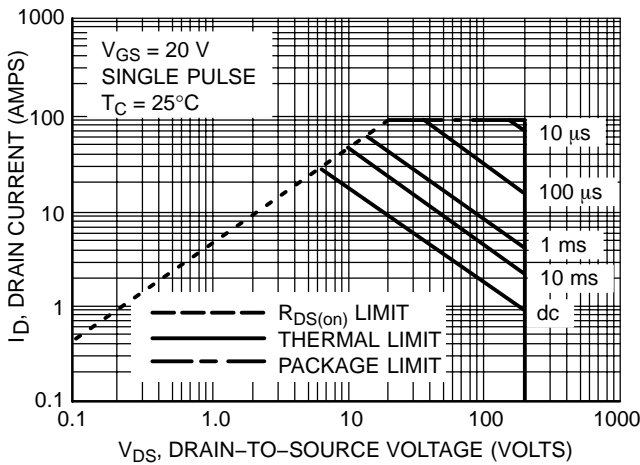 1000
V_GS = 20 V
SINGLE PULSE
T_C = 25°C
100
10
1
0.1
I_D, DRAIN CURRENT (AMPS)
10 μs
100 μs
1 ms
10 ms
dc
R_DS(on) LIMIT
THERMAL LIMIT
PACKAGE LIMIT
0.1
1.0
10
100
1000
V_DS, DRAIN–TO–SOURCE VOLTAGE (VOLTS)